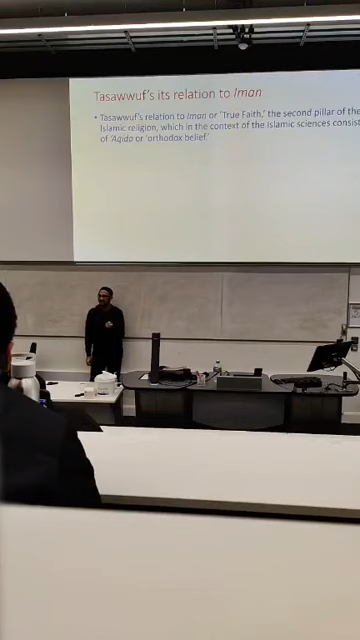 Tasawwuf's its relation to Iman
• Tasawwuf's relation to Iman or 'True Faith,' the second pillar of the
Islamic religion, which in the context of the Islamic sciences consist
of 'Aqida or 'orthodox belief.'